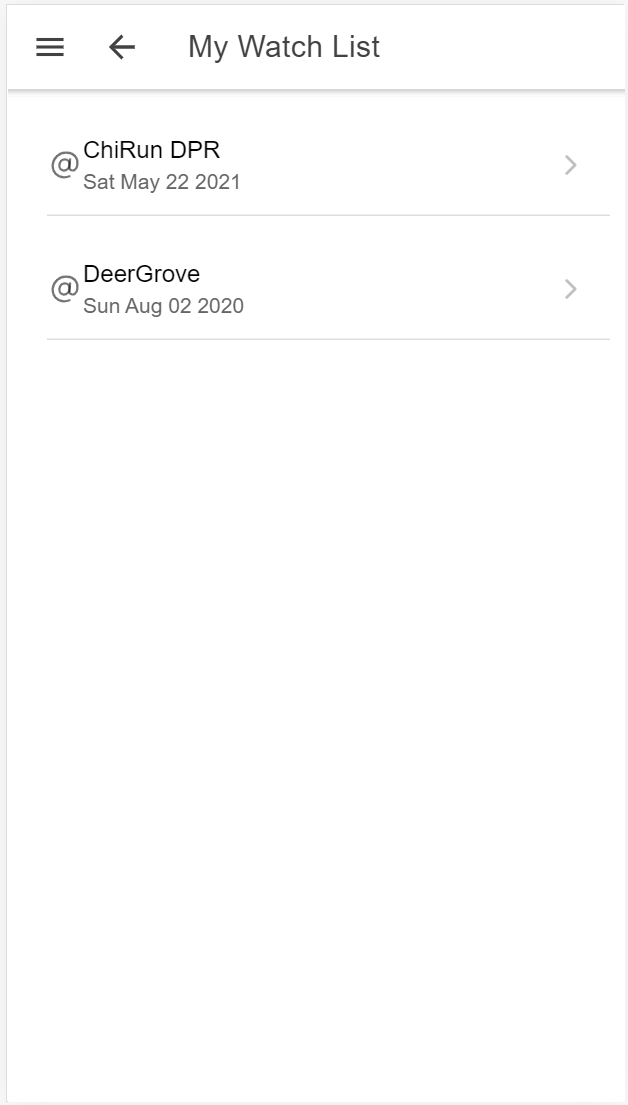 My Watch List
@ ChiRun DPR
Sat May 22 2021
@ DeerGrove
Sun Aug 02 2020